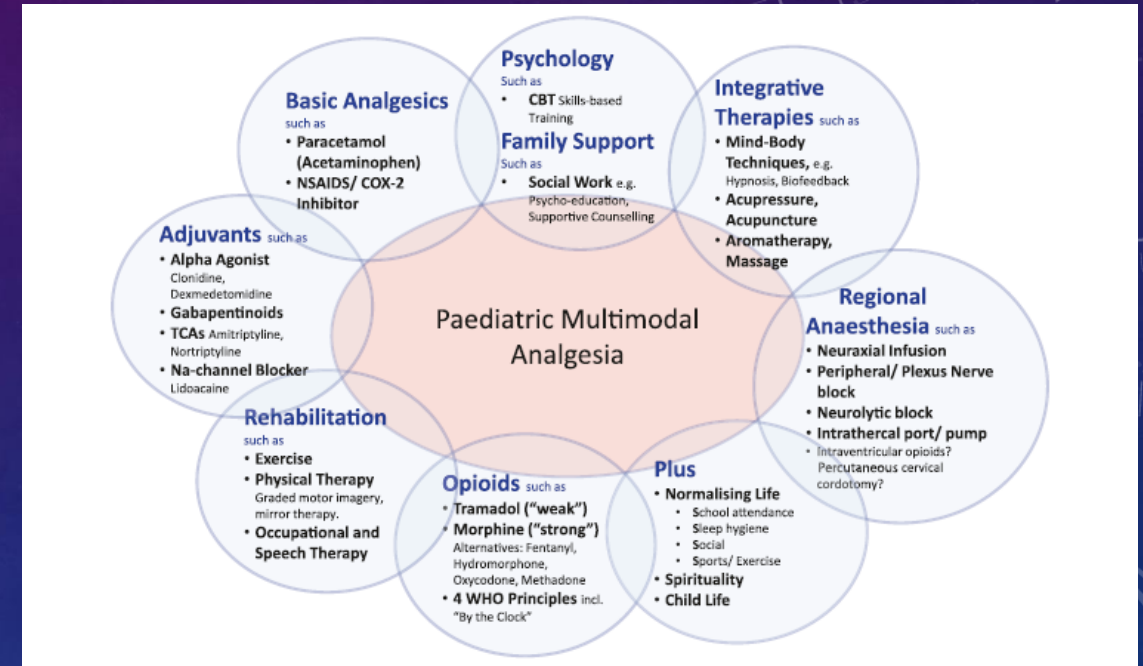 Psychology
Such as
• CBT Skills-based
Training
Family Support
Such as
• Social Work e.g.
Psycho-education,
Supportive Counselling
Integrative
Therapies such as
• Mind-Body
Techniques, e.g.
Hypnosis, Biofeedback
• Acupressure,
Acupuncture
• Aromatherapy,
Massage
Regional
Anaesthesia such as
• Neuraxial Infusion
• Peripheral/ Plexus Nerve
block
• Neurolytic block
• Intrathercal port/ pump
• Intraventricular opioids?
Percutaneous cervical
cordotomy?
Plus
• Normalising Life
• School attendance
• Sleep hygiene
• Social
• Sports/ Exercise
• Spirituality
• Child Life
Opioids such as
• Tramadol (“weak”)
• Morphine (“strong”)
Alternatives: Fentanyl,
Hydromorphone,
Oxycodone, Methadone
• 4 WHO Principles incl.
“By the Clock”
Rehabilitation
such as
• Exercise
• Physical Therapy
Graded motor imagery,
mirror therapy.
• Occupational and
Speech Therapy
Adjuvants such as
• Alpha Agonist
Clonidine,
Dexmedetomidine
• Gabapentinoids
• TCAs Amitriptyline,
Nortriptyline
• Na-channel Blocker
Lidoacaine
Basic Analgesics
such as
• Paracetamol
(Acetaminophen)
• NSAIDS/ COX-2
Inhibitor
Paediatric Multimodal
Analgesia